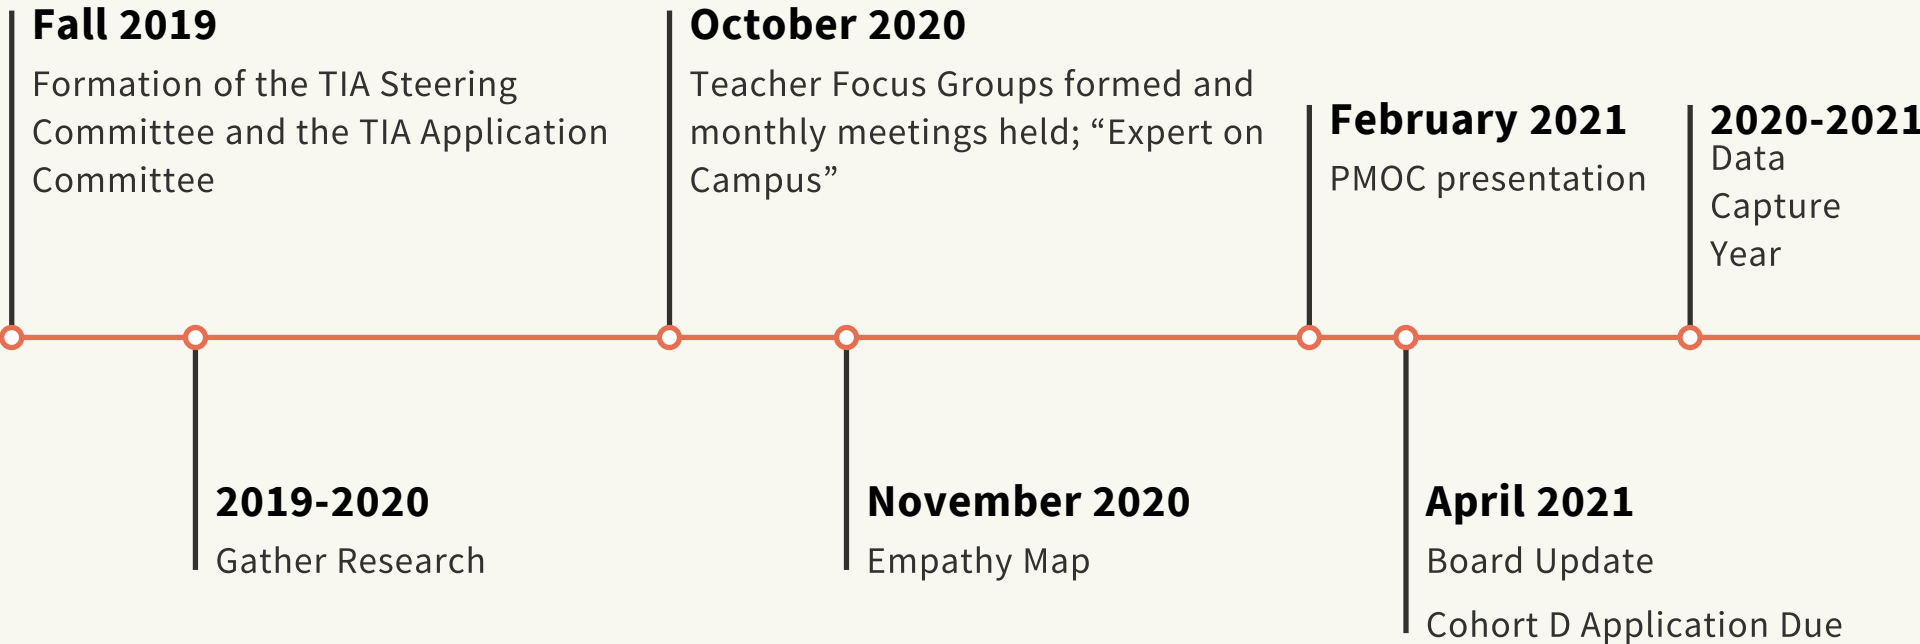 Fall 2019
Formation of the TIA Steering
Committee and the TIA Application
Committee
2019-2020
Gather Research
October 2020
Teacher Focus Groups formed and
monthly meetings held; “Expert on
Campus”
November 2020
Empathy Map
February 2021
PMOC presentation
April 2021
Board Update
Cohort D Application Due
2020-2021
Data
Capture
Year